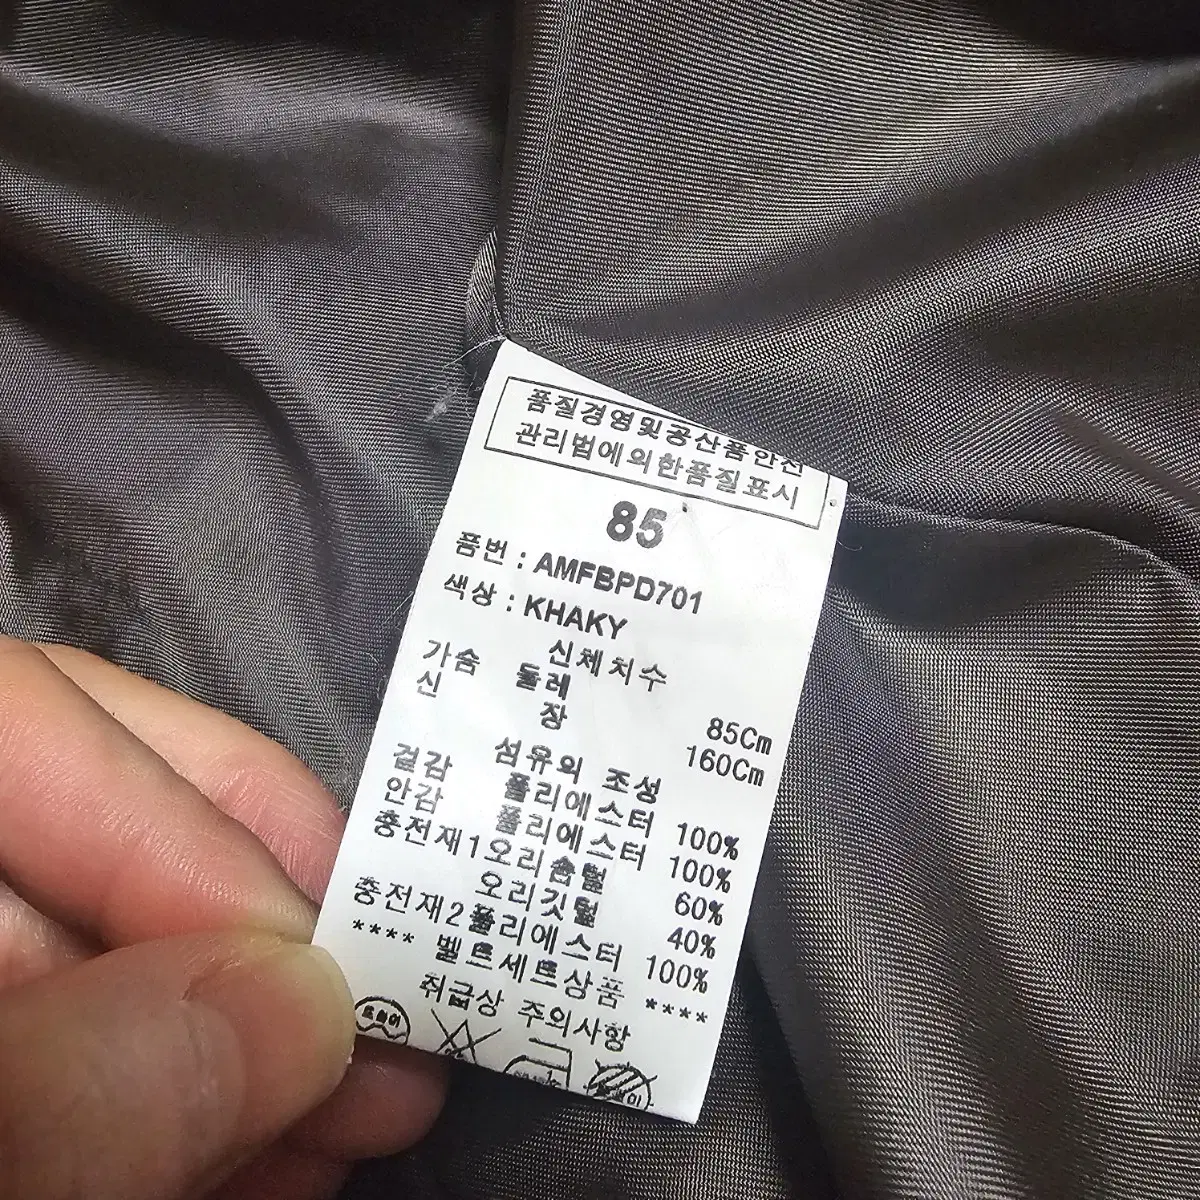 품질경영및공산품안전
관리법에의한품질표시
85
품번 : AMFBPD701
색상 : KHAKY
신체치수
가슴 둘레 85Cm
신 장 160Cm
섬유의 조성
겉감 폴리에스터 100%
안감 폴리에스터 100%
충전재1 오리솜털 60%
오리깃털 40%
충전재2 폴리에스터 100%
**** 벨트세트상품 ****
취급상 주의사항
드라이